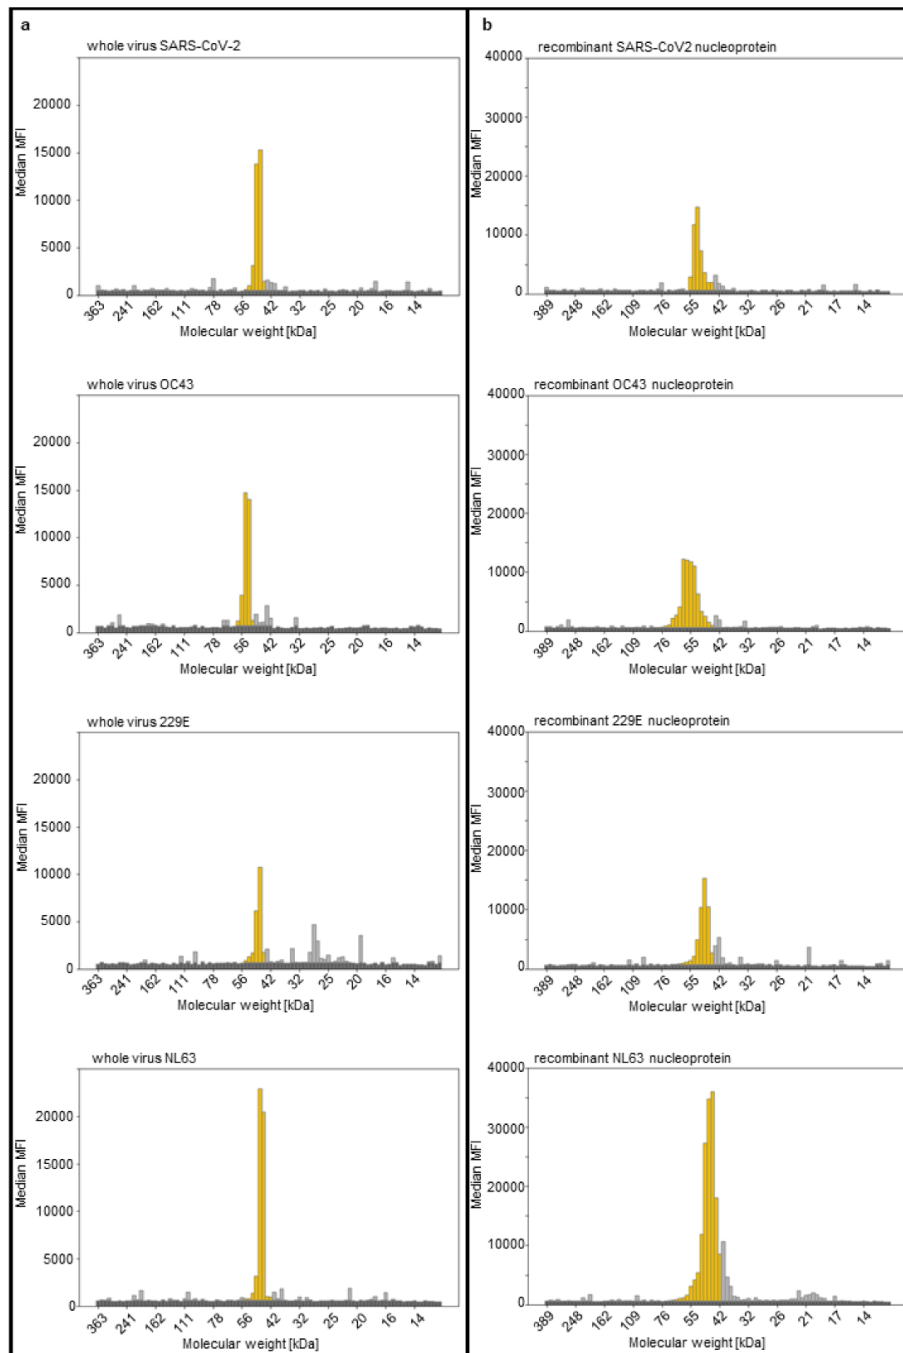 a
whole virus SARS-CoV-2
Median MFI
20000
15000
10000
5000
0
363 241 162 111 78 56 42 32 25 21 16 14
Molecular weight [kDa]
whole virus OC43
Median MFI
20000
15000
10000
5000
0
363 241 162 111 78 56 42 32 25 21 16 14
Molecular weight [kDa]
whole virus 229E
Median MFI
20000
15000
10000
5000
0
363 241 162 111 78 56 42 32 25 21 16 14
Molecular weight [kDa]
whole virus NL63
Median MFI
20000
15000
10000
5000
0
363 241 162 111 78 56 42 32 25 21 16 14
Molecular weight [kDa]
b
recombinant SARS-CoV2 nucleoprotein
Median MFI
40000
30000
20000
10000
0
389 248 162 109 76 55 42 32 26 21 17 14
Molecular weight [kDa]
recombinant OC43 nucleoprotein
Median MFI
40000
30000
20000
10000
0
389 248 162 109 76 55 42 32 26 21 17 14
Molecular weight [kDa]
recombinant 229E nucleoprotein
Median MFI
40000
30000
20000
10000
0
389 248 162 109 76 55 42 32 26 21 17 14
Molecular weight [kDa]
recombinant NL63 nucleoprotein
Median MFI
40000
30000
20000
10000
0
389 248 162 109 76 55 42 32 26 21 17 14
Molecular weight [kDa]